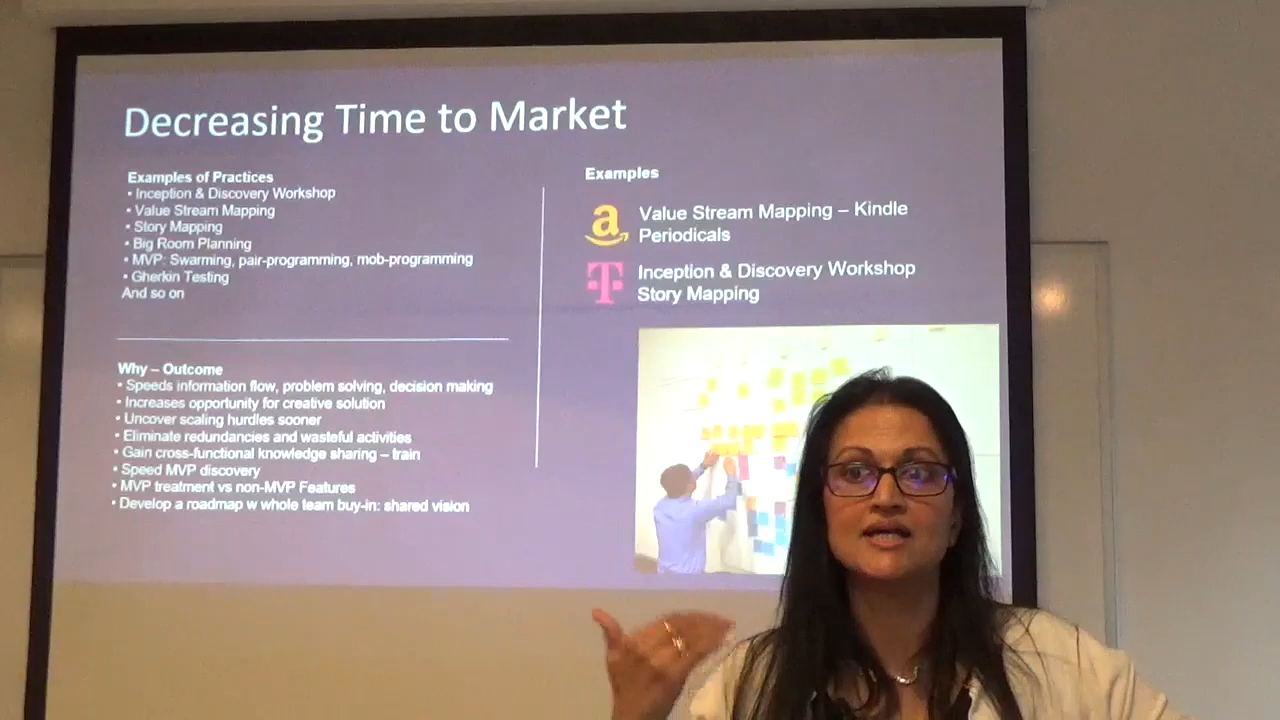 Decreasing Time to Market
Examples of Practices
• Inception & Discovery Workshop
• Value Stream Mapping
• Story Mapping
• Big Room Planning
• MVP: Swarming, pair-programming, mob-programming
• Gherkin Testing
And so on
Why – Outcome
• Speeds information flow, problem solving, decision making
• Increases opportunity for creative solution
• Uncover scaling hurdles sooner
• Eliminate redundancies and wasteful activities
• Gain cross-functional knowledge sharing – train
• Speed MVP discovery
• MVP treatment vs non-MVP Features
• Develop a roadmap w whole team buy-in: shared vision
Examples
a
Value Stream Mapping – Kindle
Periodicals
T
Inception & Discovery Workshop
Story Mapping